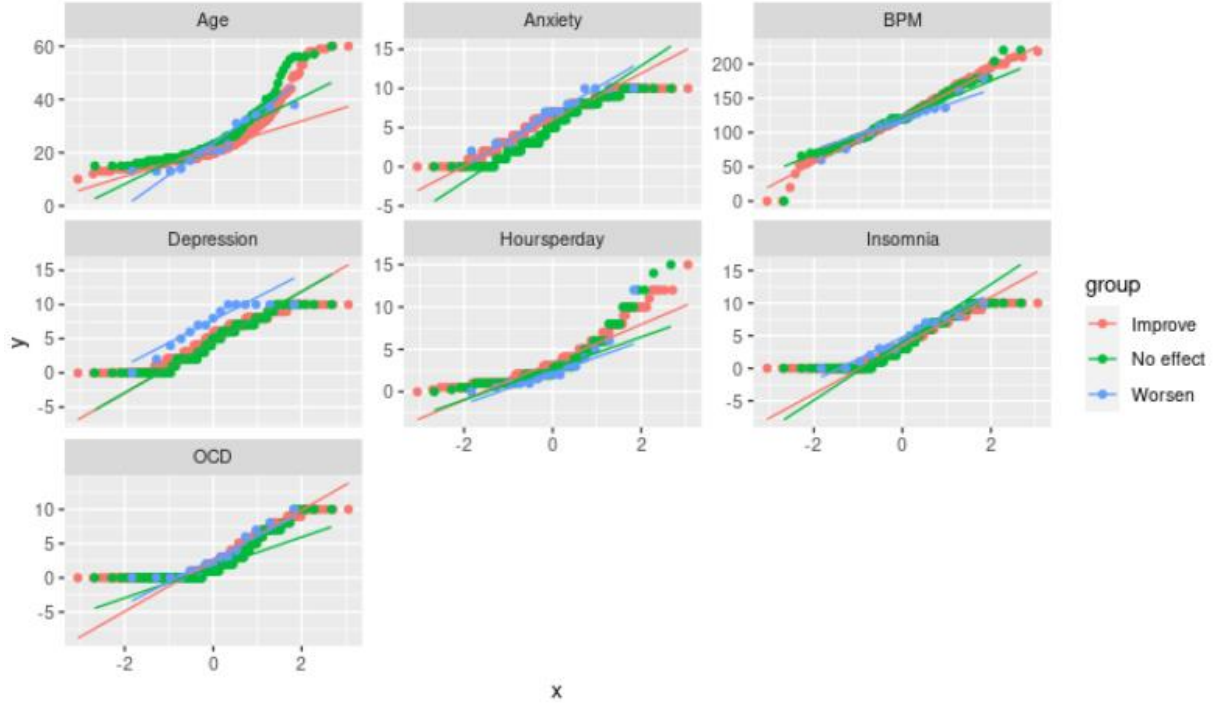 Age
Anxiety
BPM
60
40
20
0
15
10
5
0
-5
200
150
100
50
0
Depression
Hoursperday
Insomnia
15
10
5
0
-5
15
10
5
0
15
10
5
0
-5
-2 0 2
-2 0 2
OCD
10
5
0
-5
-2 0 2
x
y
group
Improve
No effect
Worsen